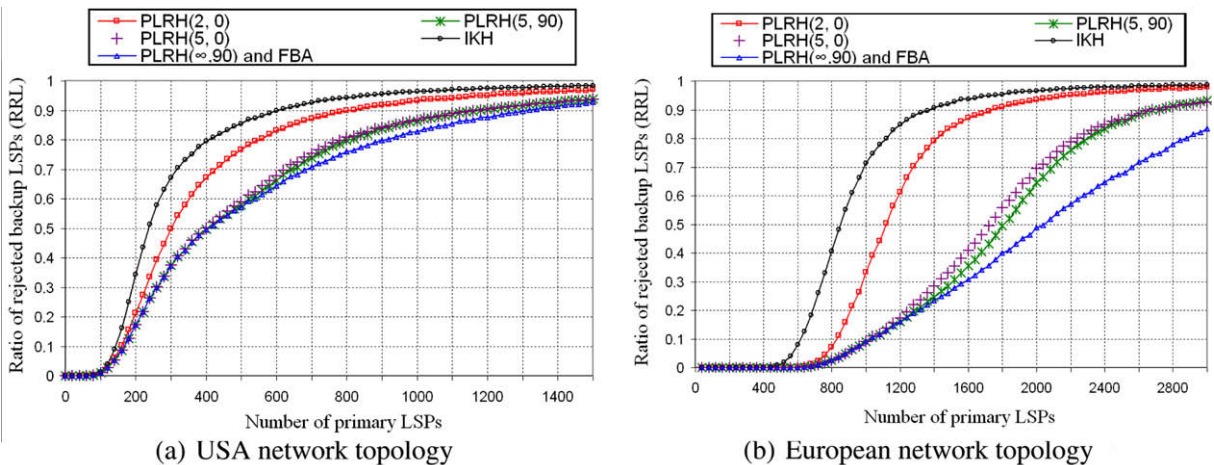 PLRH(2, 0)
PLRH(5, 90)
PLRH(5, 0)
IKH
PLRH(∞,90) and FBA
Ratio of rejected backup LSPs (RRL)
1
0.9
0.8
0.7
0.6
0.5
0.4
0.3
0.2
0.1
0
0 200 400 600 800 1000 1200 1400
Number of primary LSPs
(a) USA network topology
PLRH(2, 0)
PLRH(5, 90)
PLRH(5, 0)
IKH
PLRH(∞,90) and FBA
Ratio of rejected backup LSPs (RRL)
1
0.9
0.8
0.7
0.6
0.5
0.4
0.3
0.2
0.1
0
0 400 800 1200 1600 2000 2400 2800
Number of primary LSPs
(b) European network topology